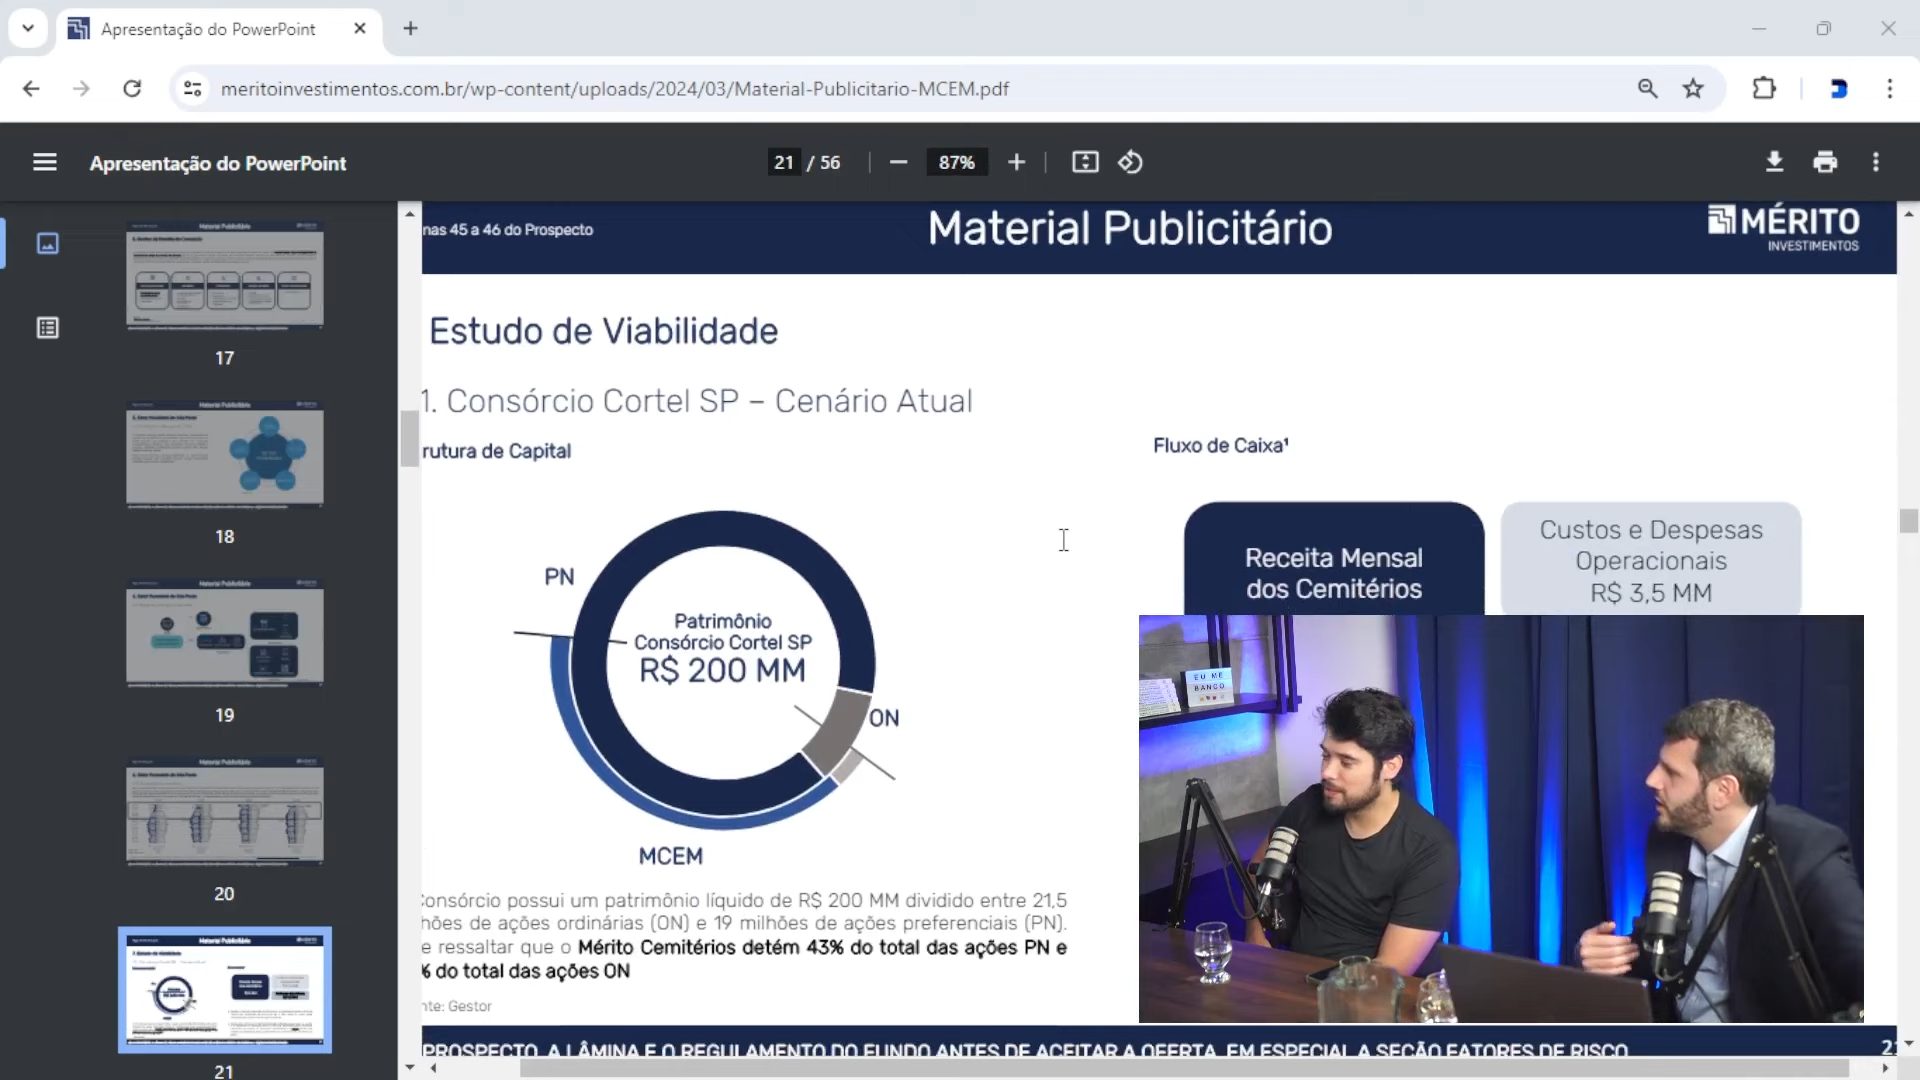 Apresentação do PowerPoint
meritoinvestimentos.com.br/wp-content/uploads/2024/03/Material-Publicitario-MCEM.pdf
Apresentação do PowerPoint
21 / 56
87%
17
18
19
20
21
nas 45 a 46 do Prospecto
Material Publicitário
MÉRITO
INVESTIMENTOS
Estudo de Viabilidade
1. Consórcio Cortel SP – Cenário Atual
rutura de Capital
PN
Patrimônio
Consórcio Cortel SP
R$ 200 MM
ON
MCEM
Consórcio possui um patrimônio líquido de R$ 200 MM dividido entre 21,5
hões de ações ordinárias (ON) e 19 milhões de ações preferenciais (PN).
e ressaltar que o Mérito Cemitérios detém 43% do total das ações PN e
% do total das ações ON
nte: Gestor
Fluxo de Caixa¹
Receita Mensal
dos Cemitérios
Custos e Despesas
Operacionais
R$ 3,5 MM
EU ME
BANCO
PROSPECTO, A LÂMINA E O REGULAMENTO DO FUNDO ANTES DE ACEITAR A OFERTA, EM ESPECIAL A SEÇÃO FATORES DE RISCO